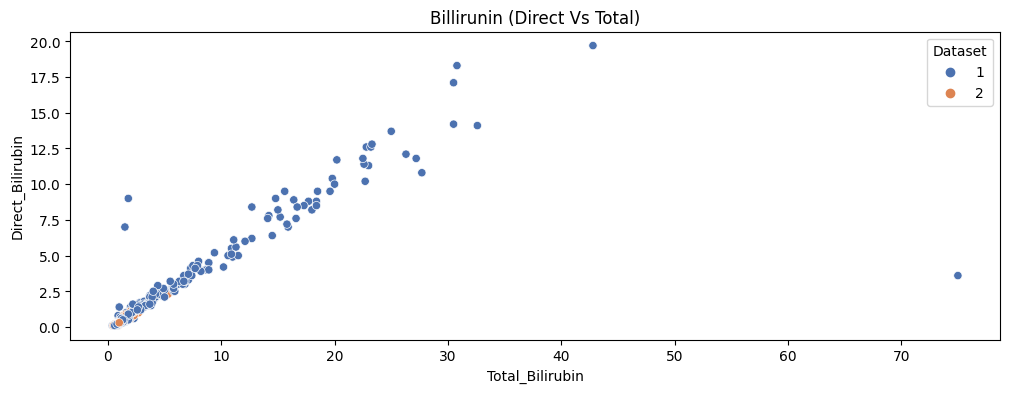 Billirunin (Direct Vs Total)
20.0
17.5
15.0
12.5
10.0
7.5
5.0
2.5
0.0
Direct_Bilirubin
Dataset
1
2
0 10 20 30 40 50 60 70
Total_Bilirubin